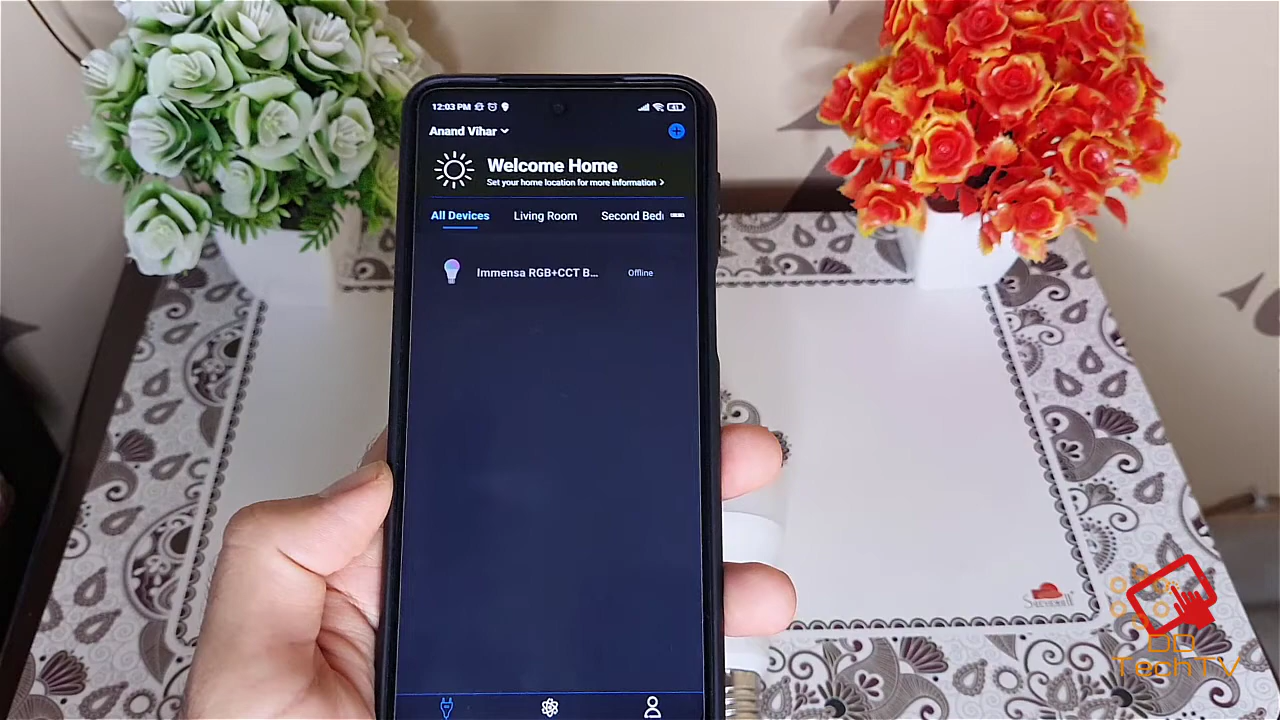 12:03 PM
61
Anand Vihar
Welcome Home
Set your home location for more information >
All Devices
Living Room
Second Bed
Immensa RGB+CCT B...
Offline
DD
TechTV